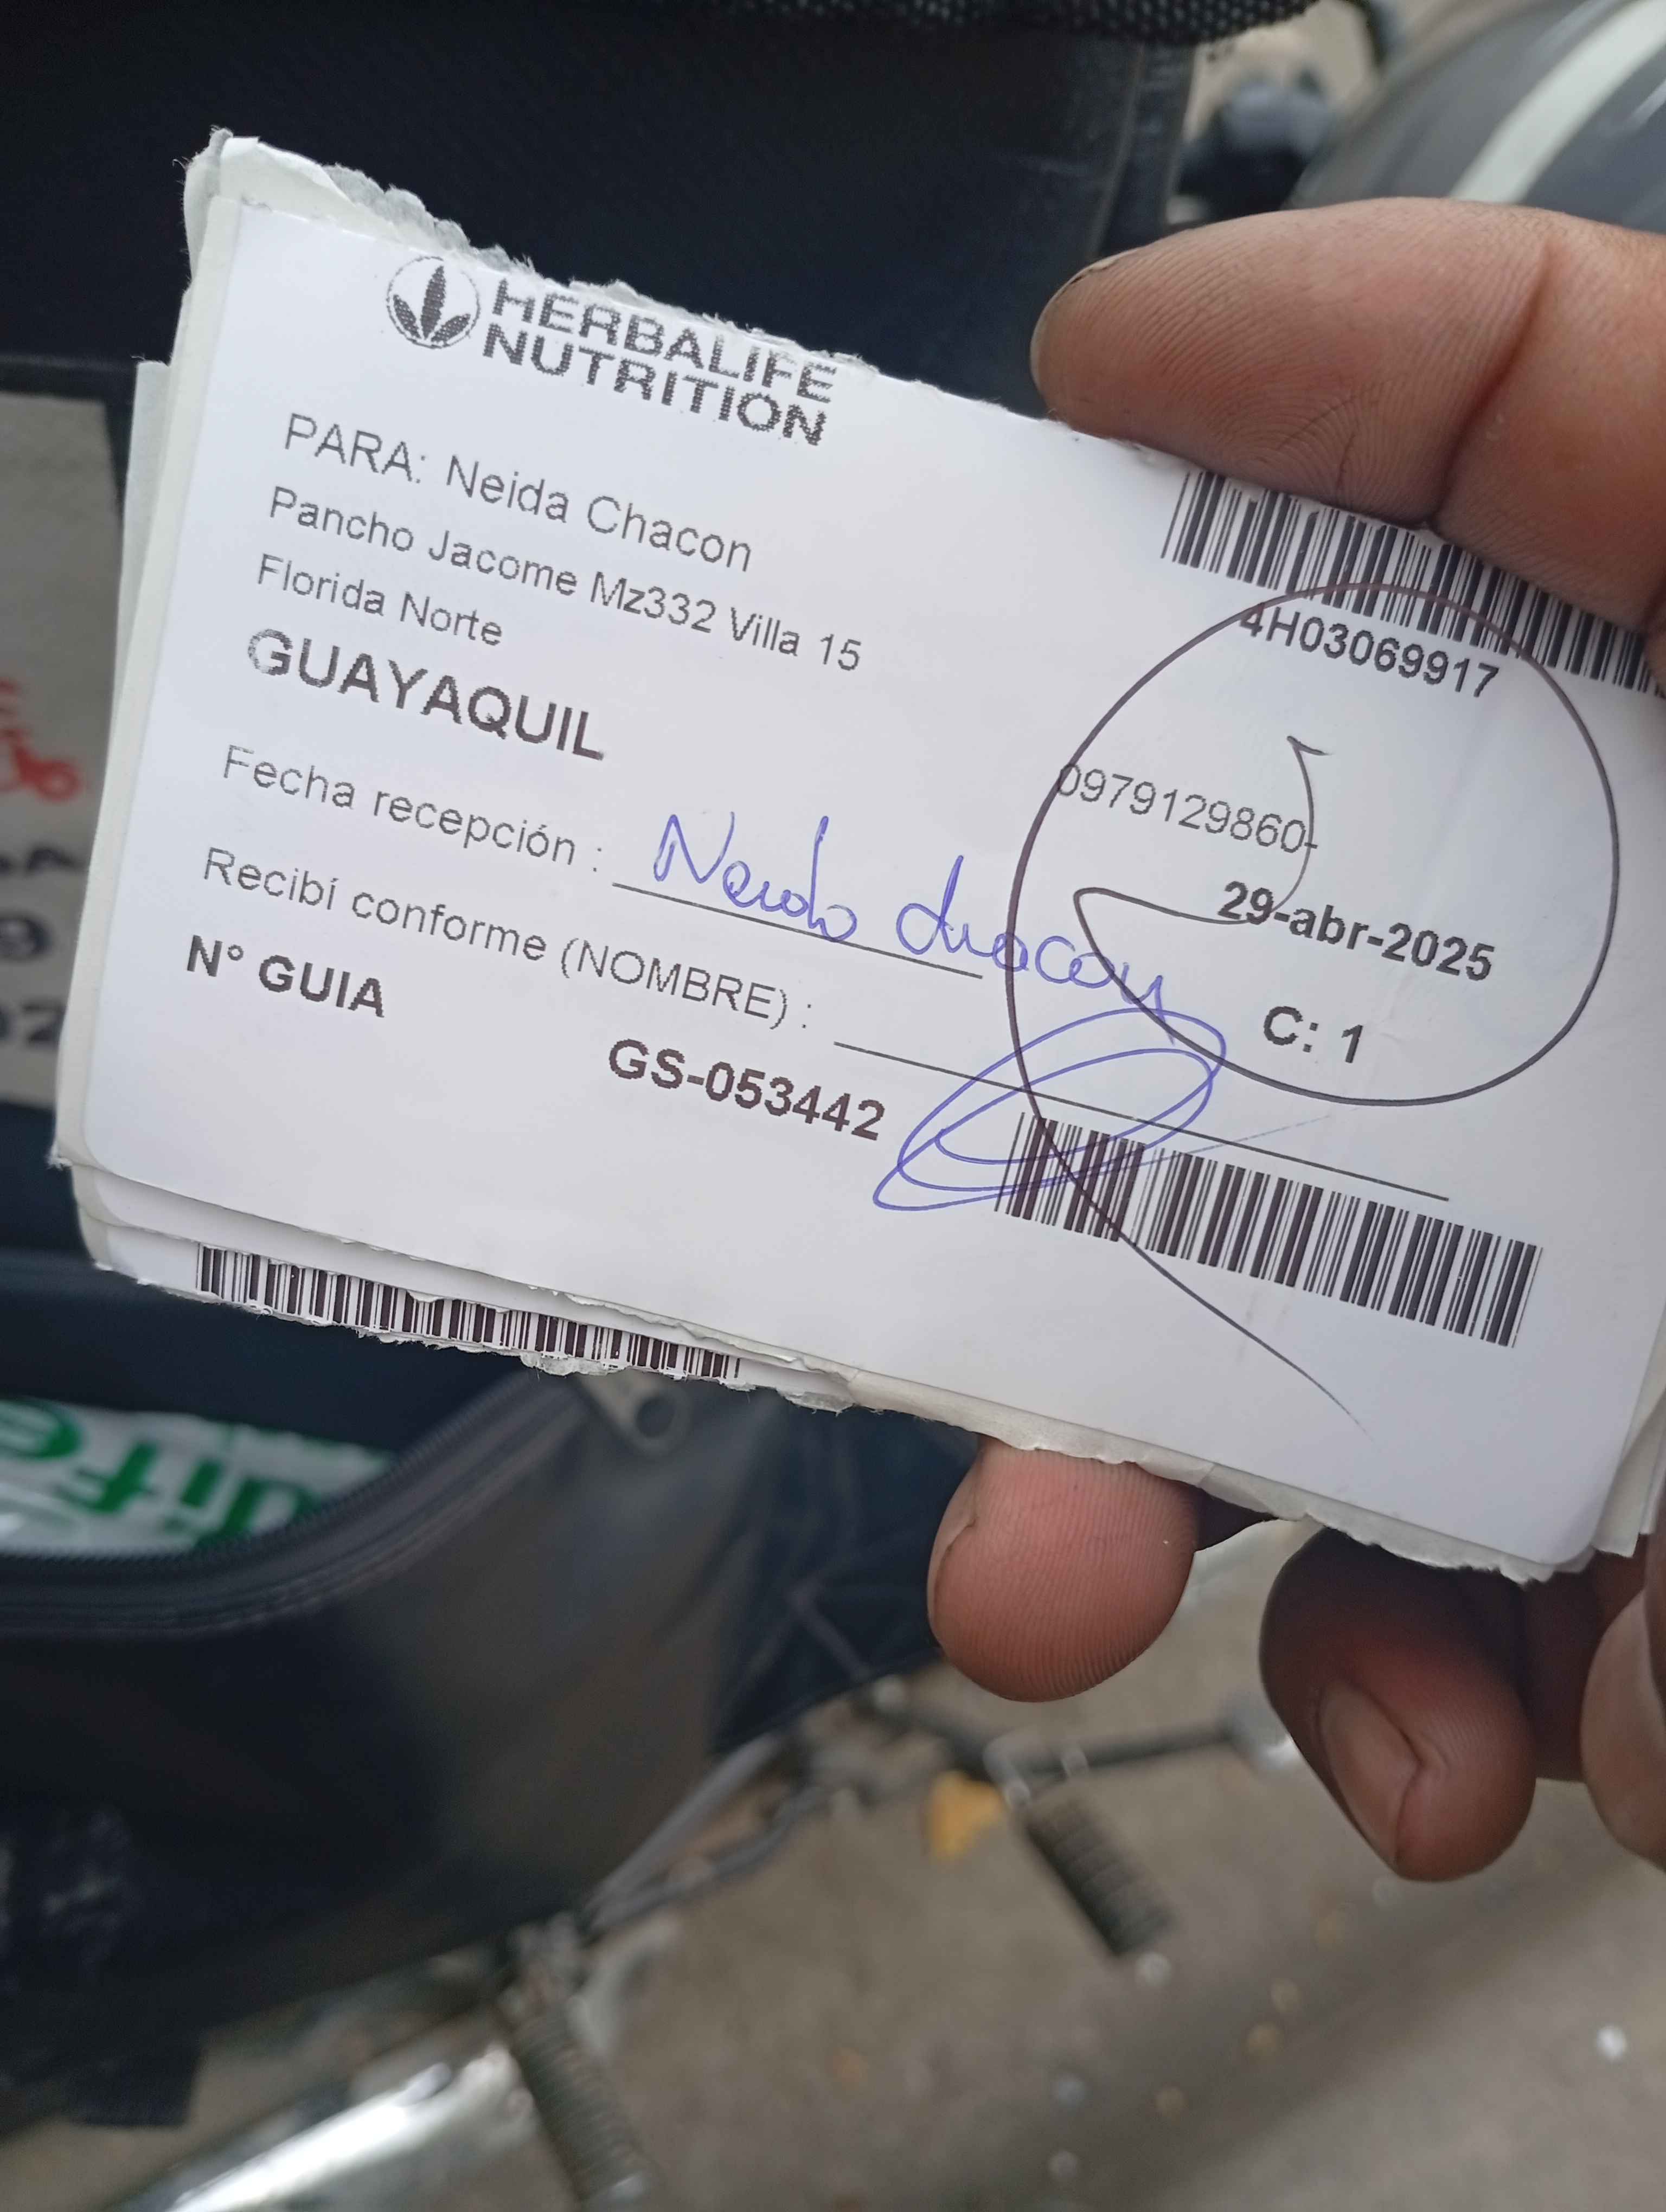 HERBALIFE
NUTRITION
PARA: Neida Chacon
Pancho Jacome Mz332 Villa 15
Florida Norte
GUAYAQUIL
4H03069917
0979129860-
29-abr-2025
C: 1
Fecha recepción : Neida Chacon
Recibí conforme (NOMBRE) :
N° GUIA
GS-053442